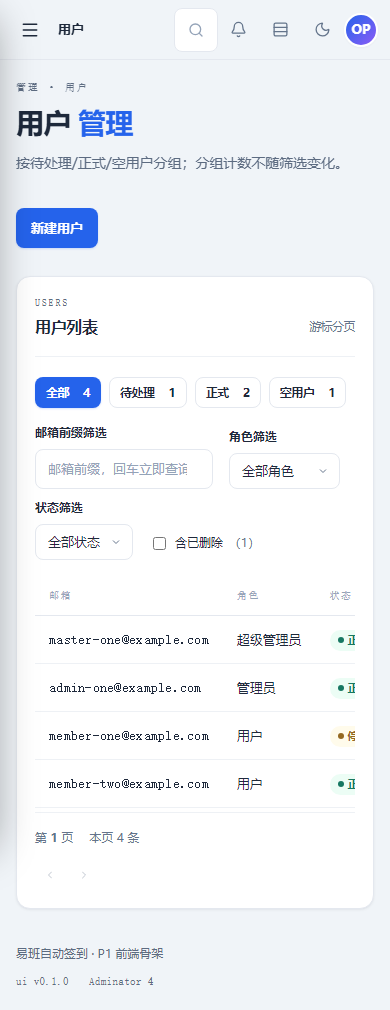 用户
OP
管理 • 用户
用户 管理
按待处理/正式/空用户分组；分组计数不随筛选变化。
新建用户
USERS
用户列表
游标分页
全部 4 待处理 1 正式 2 空用户 1
邮箱前缀筛选
角色筛选
邮箱前缀，回车立即查询
全部角色
状态筛选
全部状态
含已删除 (1)
邮箱 角色 状态
master-one@example.com 超级管理员
admin-one@example.com 管理员
member-one@example.com 用户
member-two@example.com 用户
第 1 页 本页 4 条
易班自动签到 · P1 前端骨架
ui v0.1.0 Adminator 4